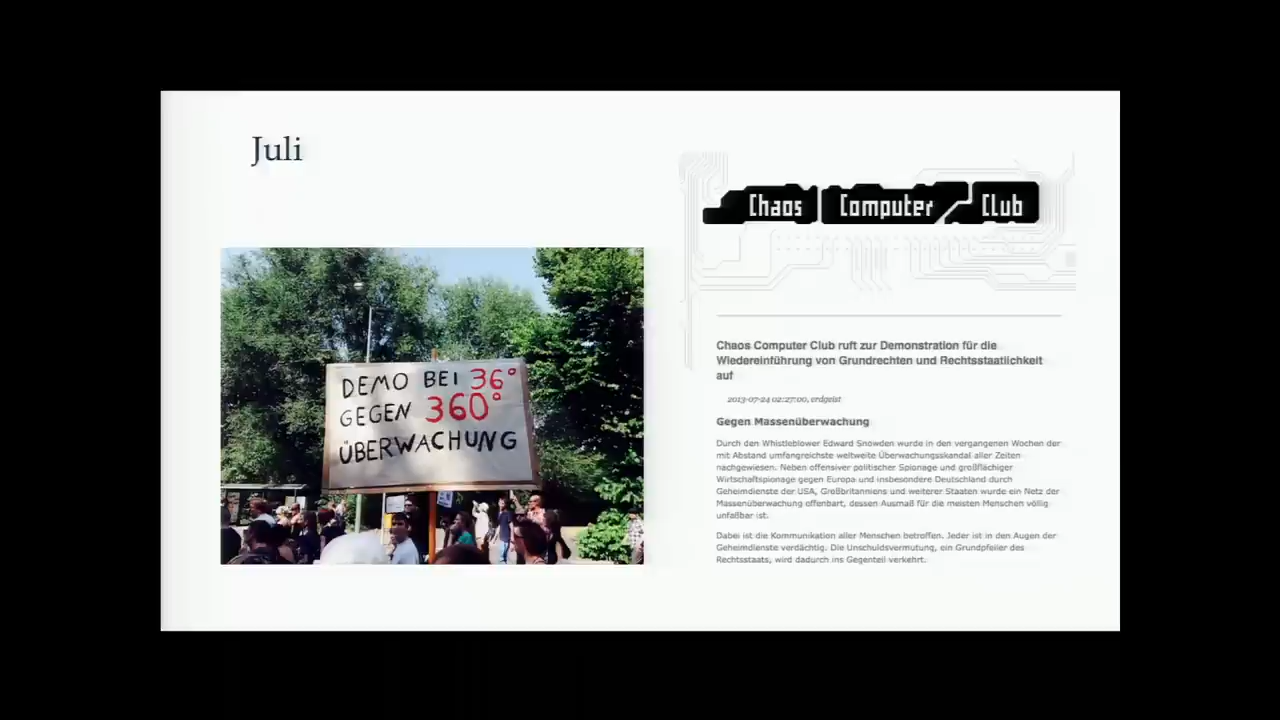 Juli
DEMO BEI 36°
GEGEN 360°
ÜBERWACHUNG
Chaos Computer Club
Chaos Computer Club ruft zur Demonstration für die
Wiedereinführung von Grundrechten und Rechtsstaatlichkeit
auf
2013-07-24 02:27:00, erdgeist
Gegen Massenüberwachung
Durch den Whistleblower Edward Snowden wurde in den vergangenen Wochen der
mit Abstand umfangreichste weltweite Überwachungsskandal aller Zeiten
nachgewiesen. Neben offensiver politischer Spionage und großflächiger
Wirtschaftspionage gegen Europa und insbesondere Deutschland durch
Geheimdienste der USA, Großbritanniens und weiterer Staaten wurde ein Netz der
Massenüberwachung offenbart, dessen Ausmaß für die meisten Menschen völlig
unfaßbar ist.
Dabei ist die Kommunikation aller Menschen betroffen. Jeder ist in den Augen der
Geheimdienste verdächtig. Die Unschuldsvermutung, ein Grundpfeiler des
Rechtsstaats, wird dadurch ins Gegenteil verkehrt.